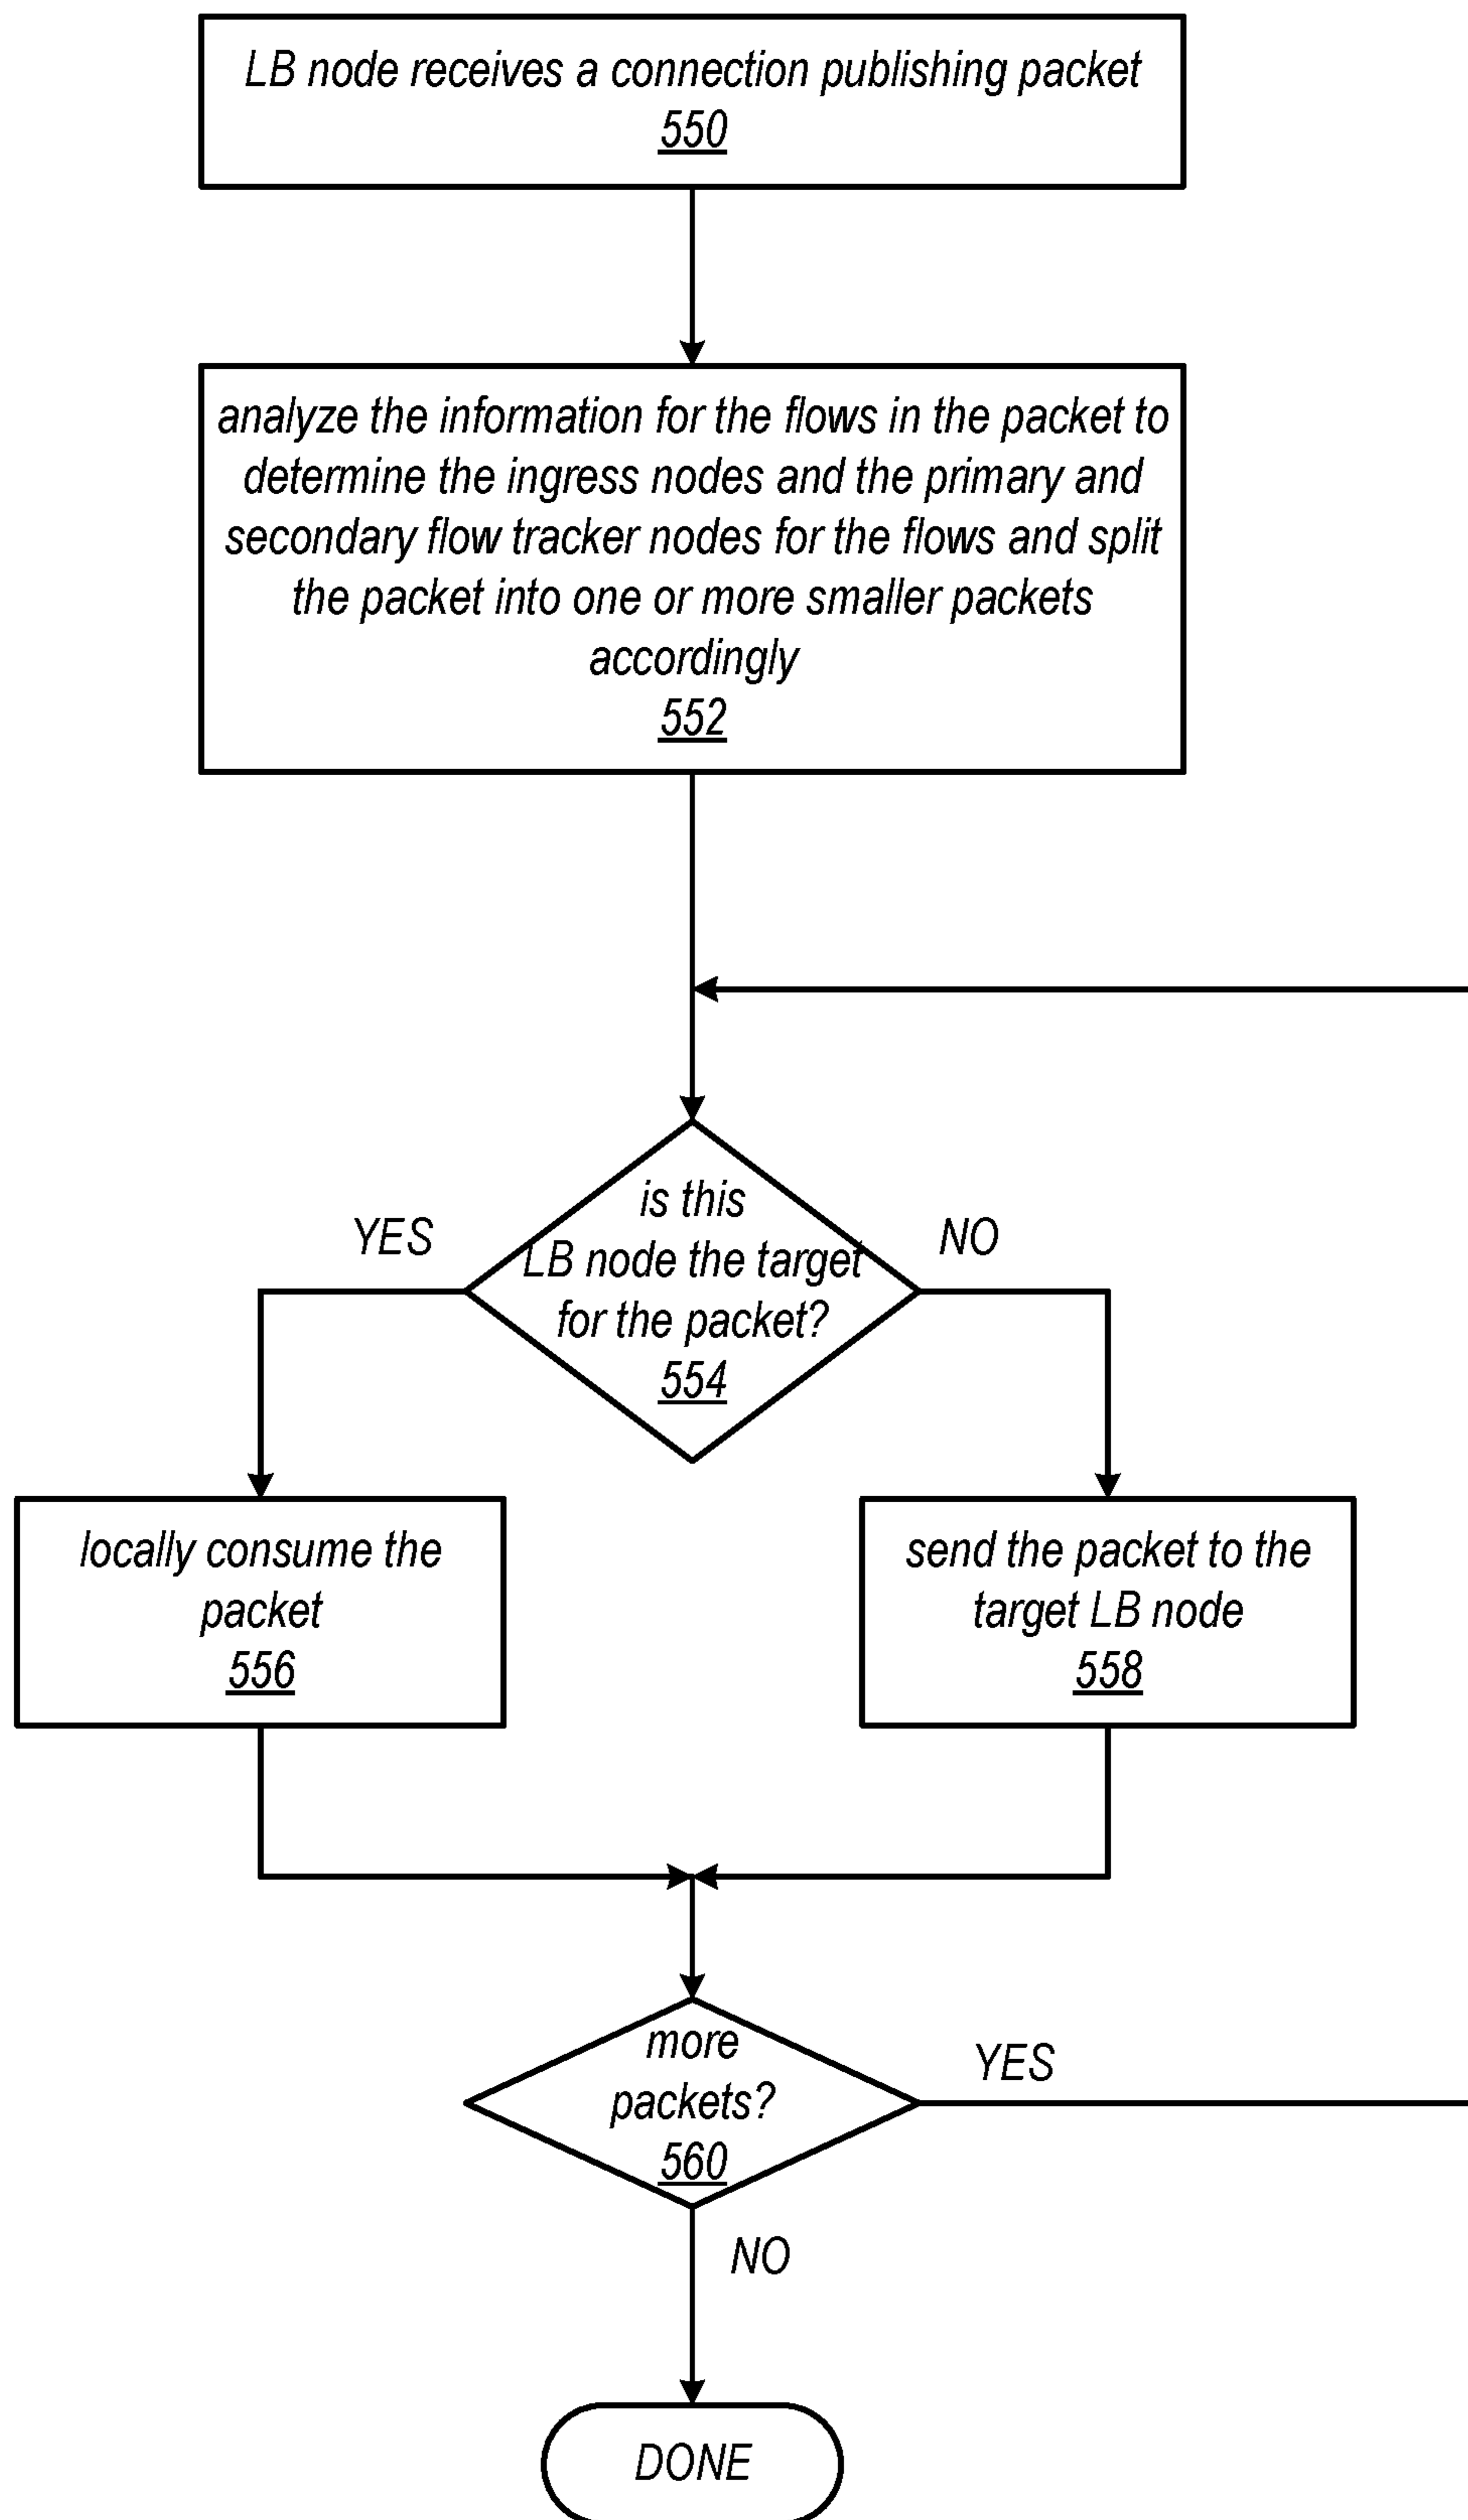 LB node receives a connection publishing packet
550
analyze the information for the flows in the packet to
determine the ingress nodes and the primary and
secondary flow tracker nodes for the flows and split
the packet into one or more smaller packets
accordingly
552
is this
LB node the target
for the packet?
554
YES
NO
locally consume the
packet
556
send the packet to the
target LB node
558
more
packets?
560
YES
NO
DONE